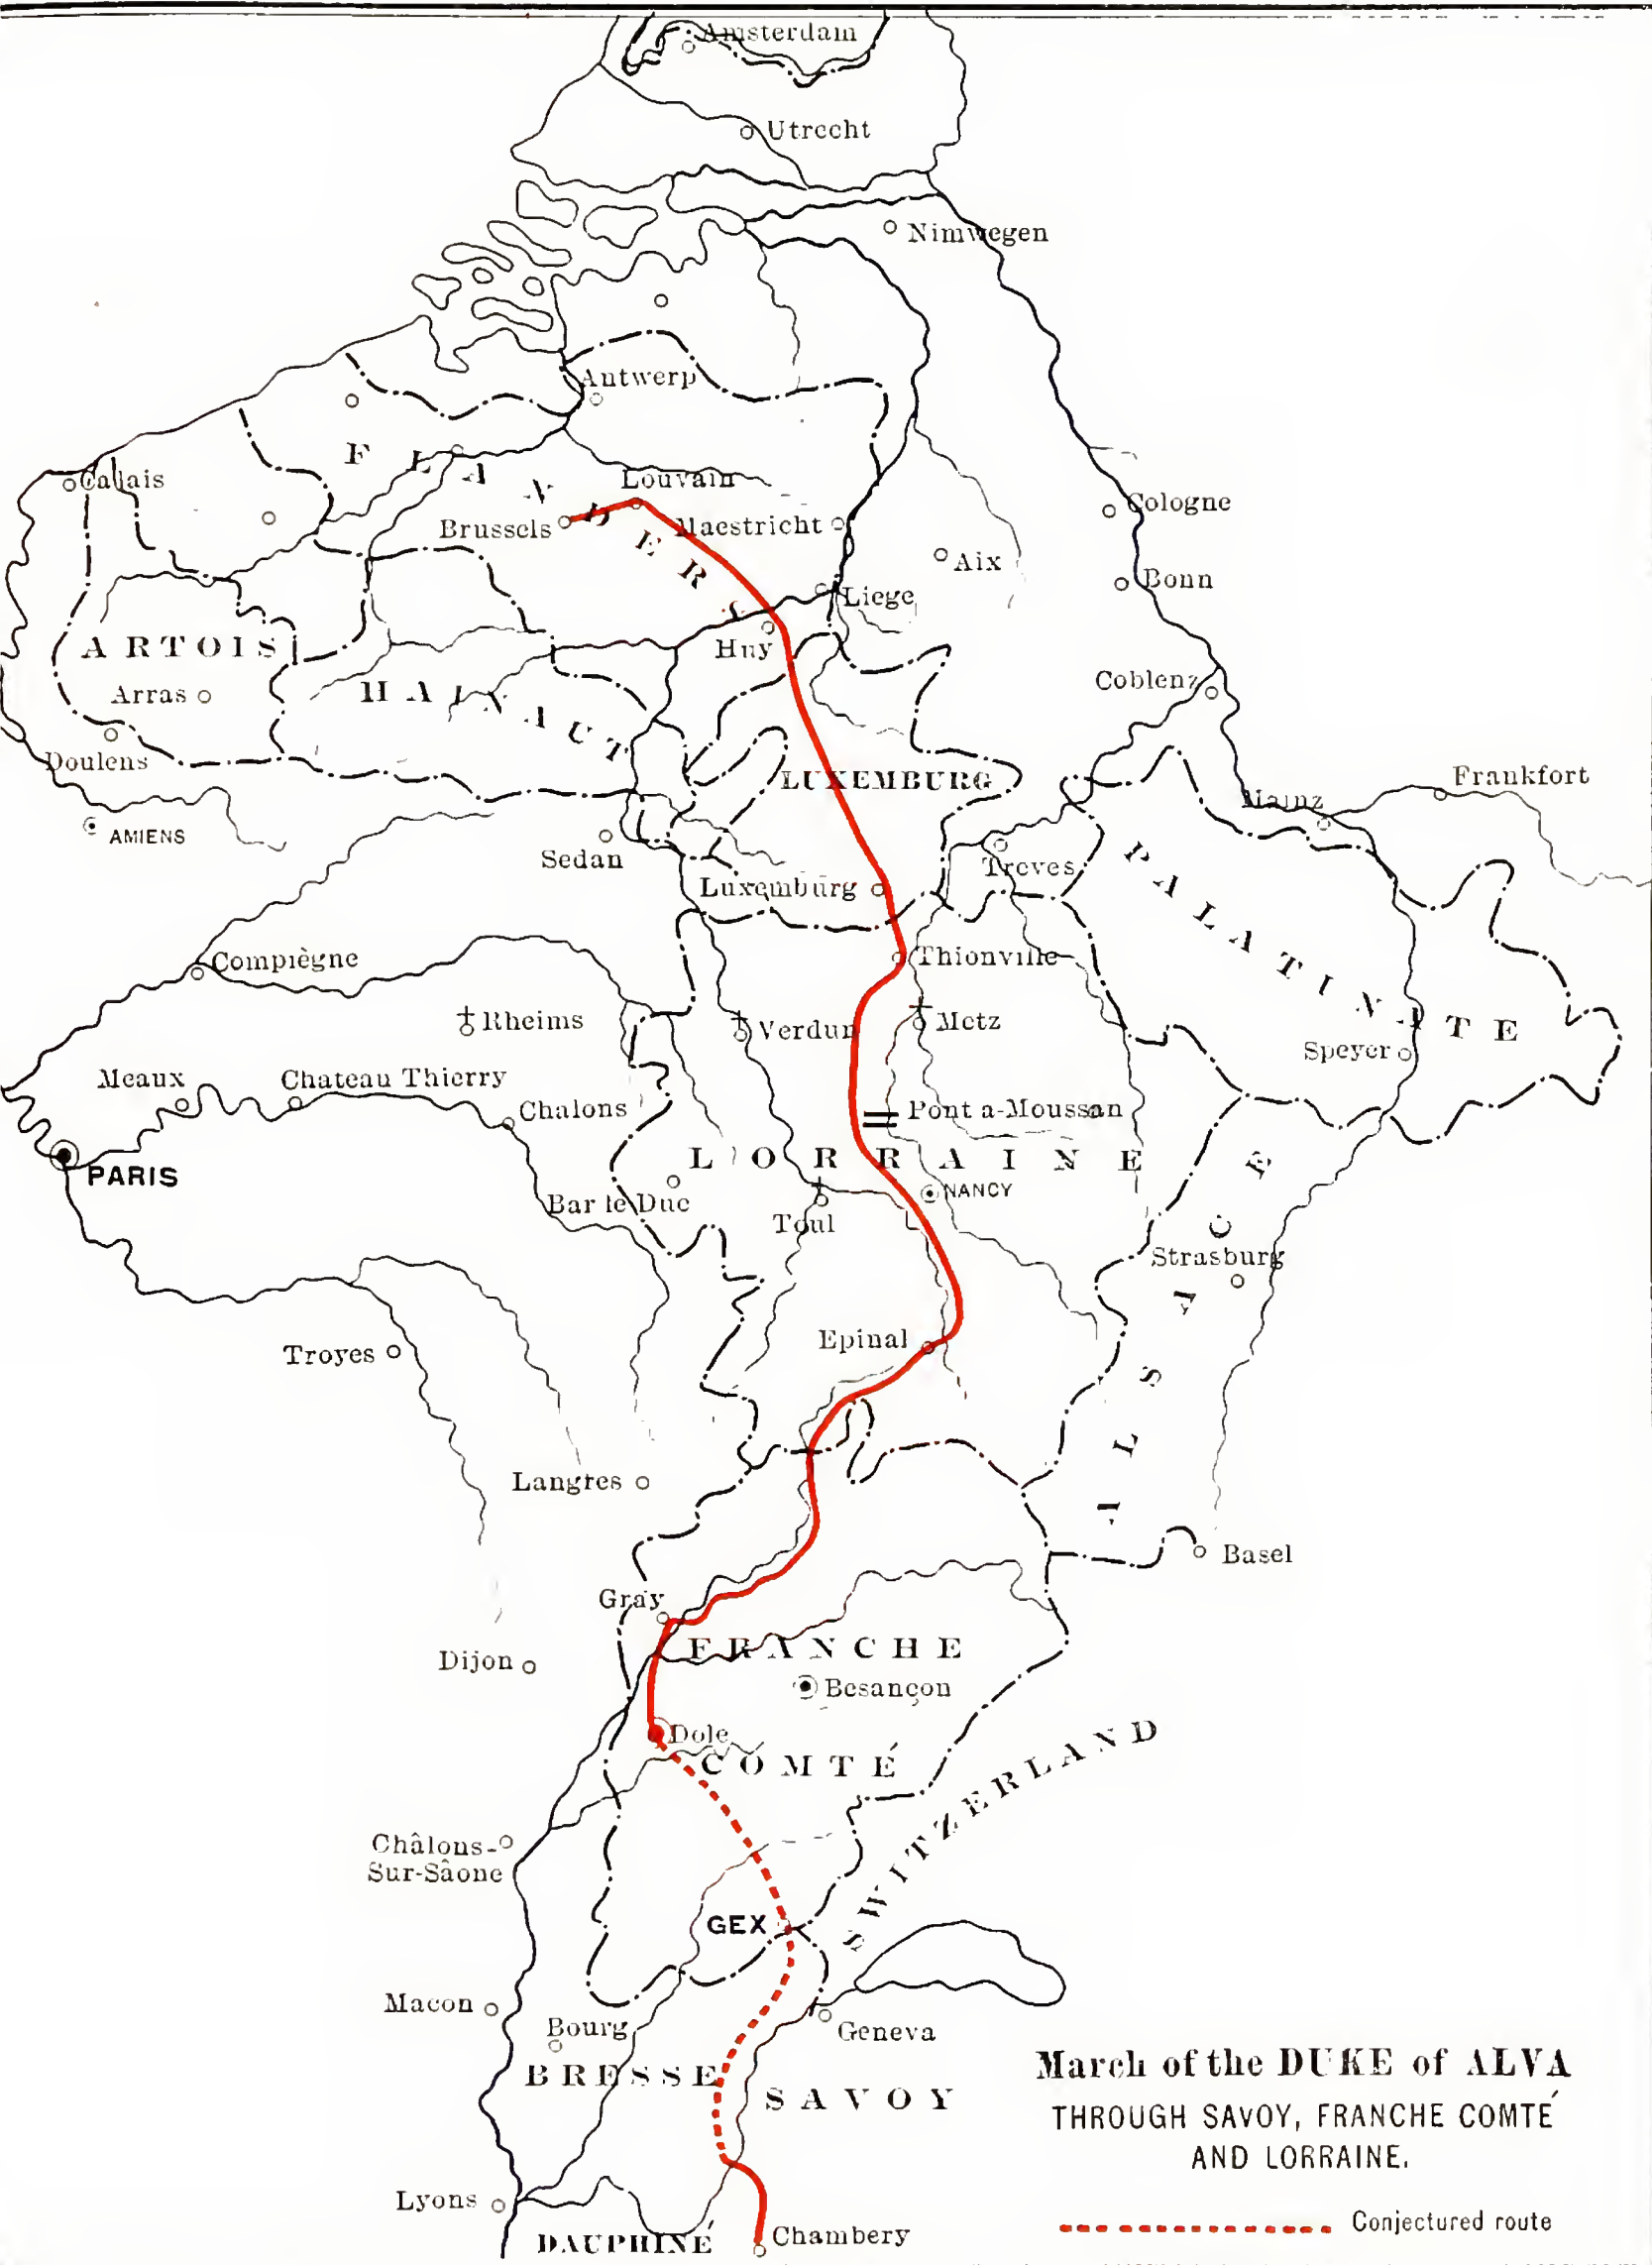 Amsterdam
Utrecht
Nimwegen
Antwerp
FLANDERS
Calais
Louvain
Brussels
Maestricht
Cologne
Aix
Bonn
Liege
Huy
ARTOIS
Arras
HAINAUT
Coblenz
Doulens
LUXEMBURG
Frankfort
Mainz
AMIENS
Sedan
Treves
PALATINATE
Luxemburg
Compiègne
Thionville
Rheims
Verdun
Metz
Speyer
Meaux
Chateau Thierry
Chalons
Pont a-Mousson
PARIS
LORRAINE
NANCY
Bar le Duc
Toul
ALSACE
Strasburg
Epinal
Troyes
Langres
Basel
Gray
FRANCHE
Dijon
Besançon
Dole
COMTÉ
SWITZERLAND
Châlons-
Sur-Sâone
GEX
Macon
Bourg
Geneva
BRESSE
SAVOY
March of the DUKE of ALVA
THROUGH SAVOY, FRANCHE COMTÉ
AND LORRAINE.
Lyons
Conjectured route
DAUPHINÉ
Chambery